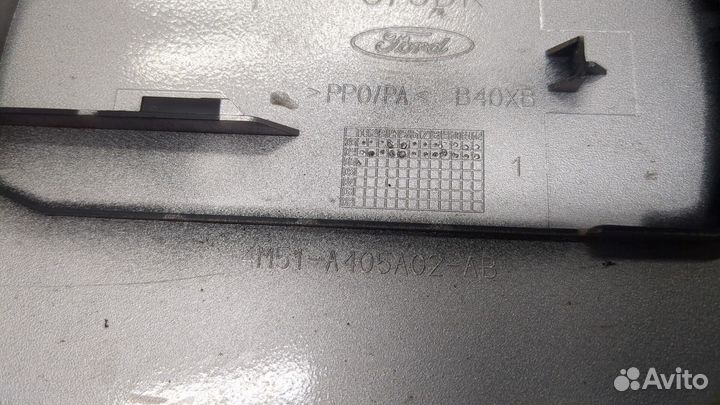 Ford
>PPO/PA< B40XB
1
4M51-A405A02-AB
Avito